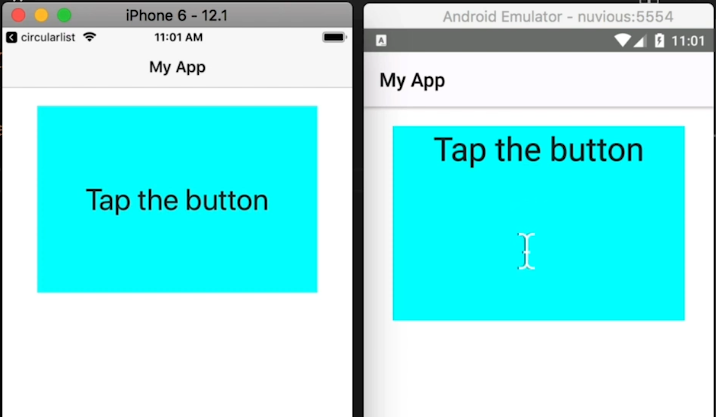 iPhone 6 - 12.1
circularlist
11:01 AM
My App
Tap the button
Android Emulator - nuvious:5554
A
11:01
My App
Tap the button